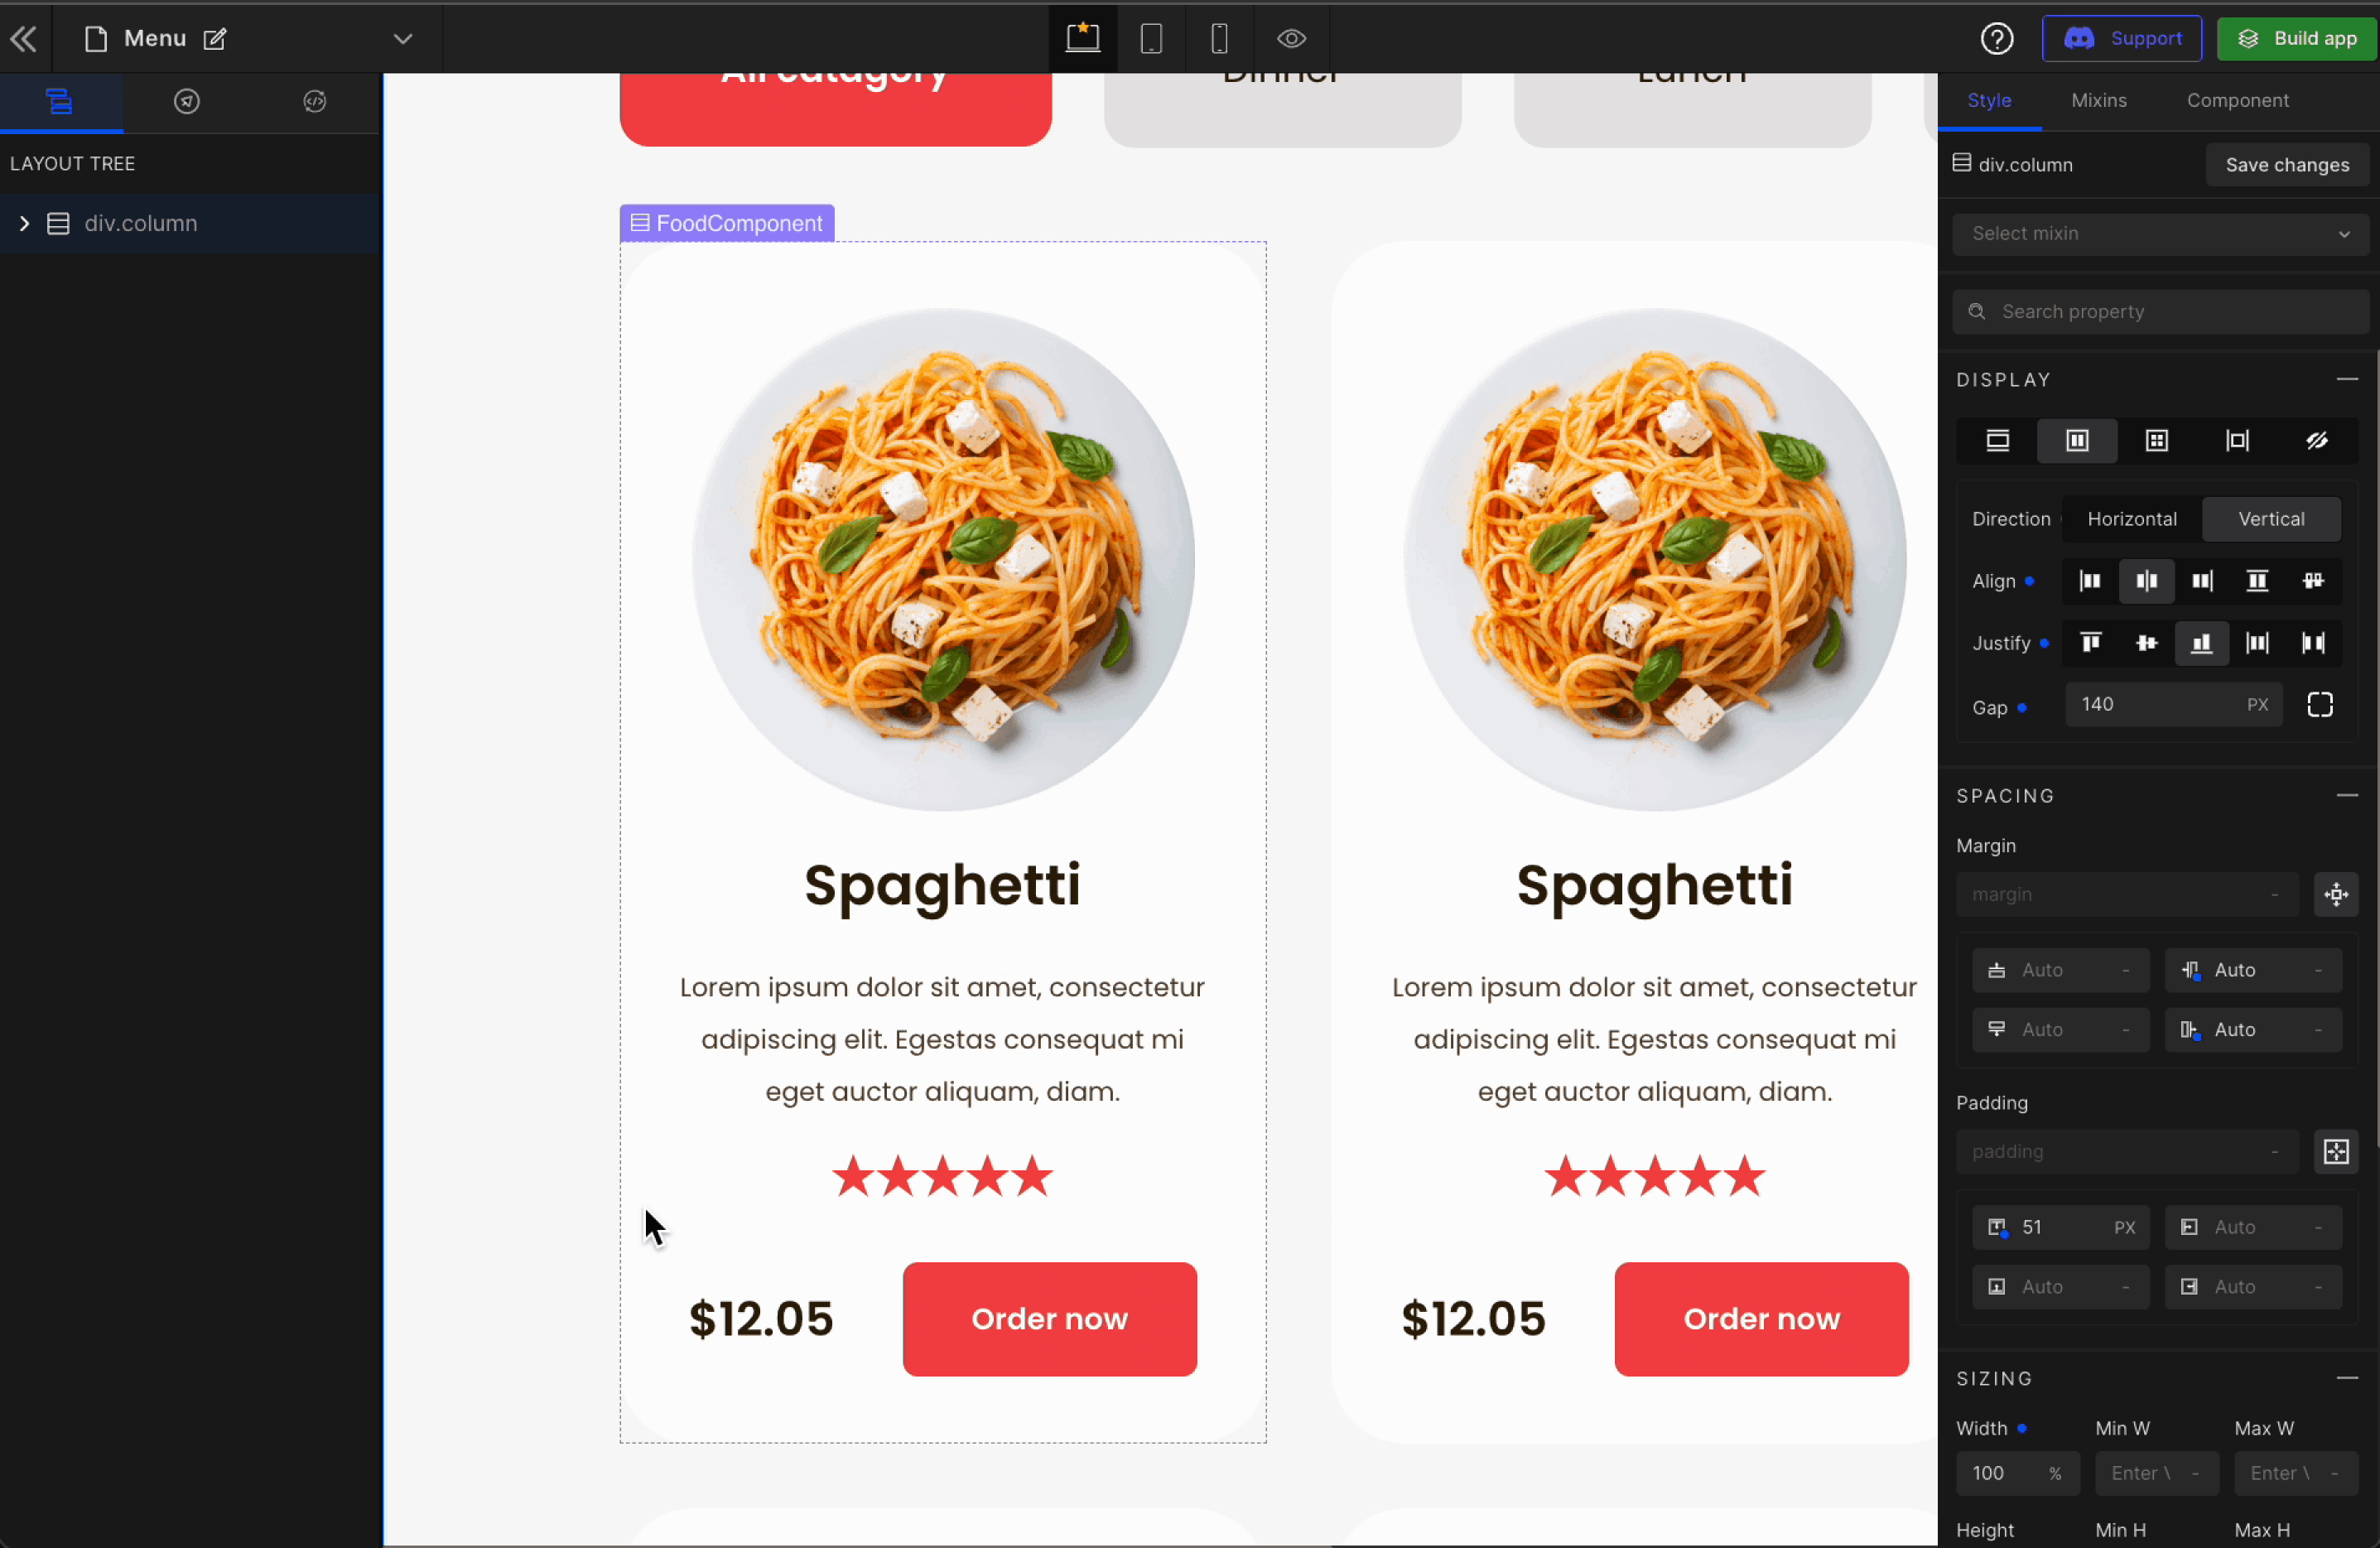 Menu
Support
Build app
LAYOUT TREE
div.column
All catagory
Dinner
Lunch
FoodComponent
Spaghetti
Lorem ipsum dolor sit amet, consectetur
adipiscing elit. Egestas consequat mi
eget auctor aliquam, diam.
$12.05
Order now
Spaghetti
Lorem ipsum dolor sit amet, consectetur
adipiscing elit. Egestas consequat mi
eget auctor aliquam, diam.
$12.05
Order now
Style Mixins Component
div.column
Save changes
Select mixin
Search property
DISPLAY
Direction Horizontal Vertical
Align
Justify
Gap 140 PX
SPACING
Margin
margin -
Auto - Auto -
Auto - Auto -
Padding
padding -
51 PX Auto -
Auto - Auto -
SIZING
Width Min W Max W
100 % Enter \ - Enter \ -
Height Min H Max H